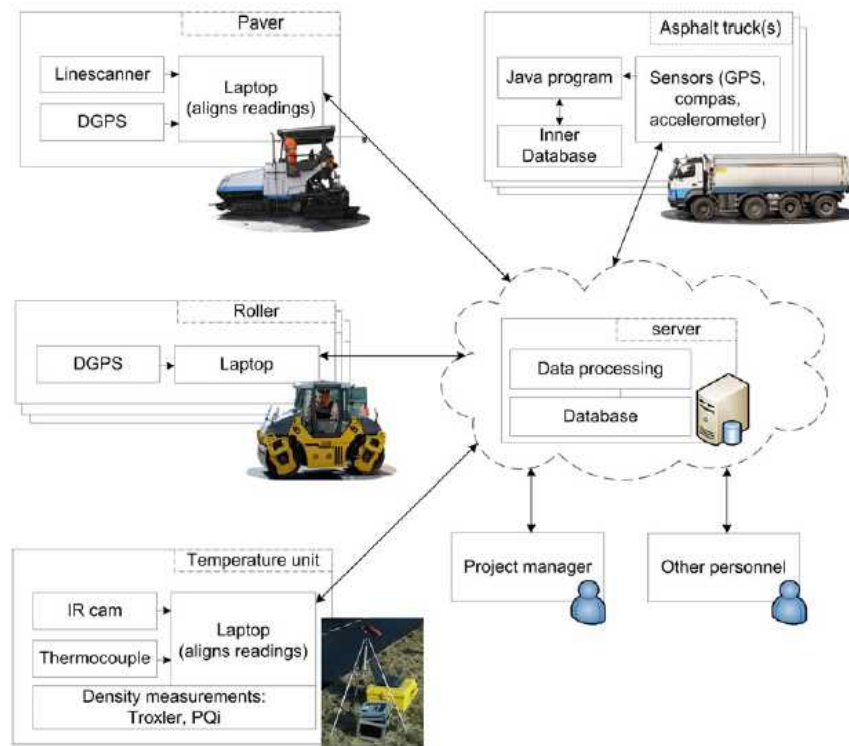 Paver
Linescanner
DGPS
Laptop
(aligns readings)
Asphalt truck(s)
Java program
Inner
Database
Sensors (GPS,
compas,
accelerometer)
Roller
DGPS
Laptop
server
Data processing
Database
Temperature unit
IR cam
Thermocouple
Laptop
(aligns readings)
Density measurements:
Troxler, PQi
Project manager
Other personnel